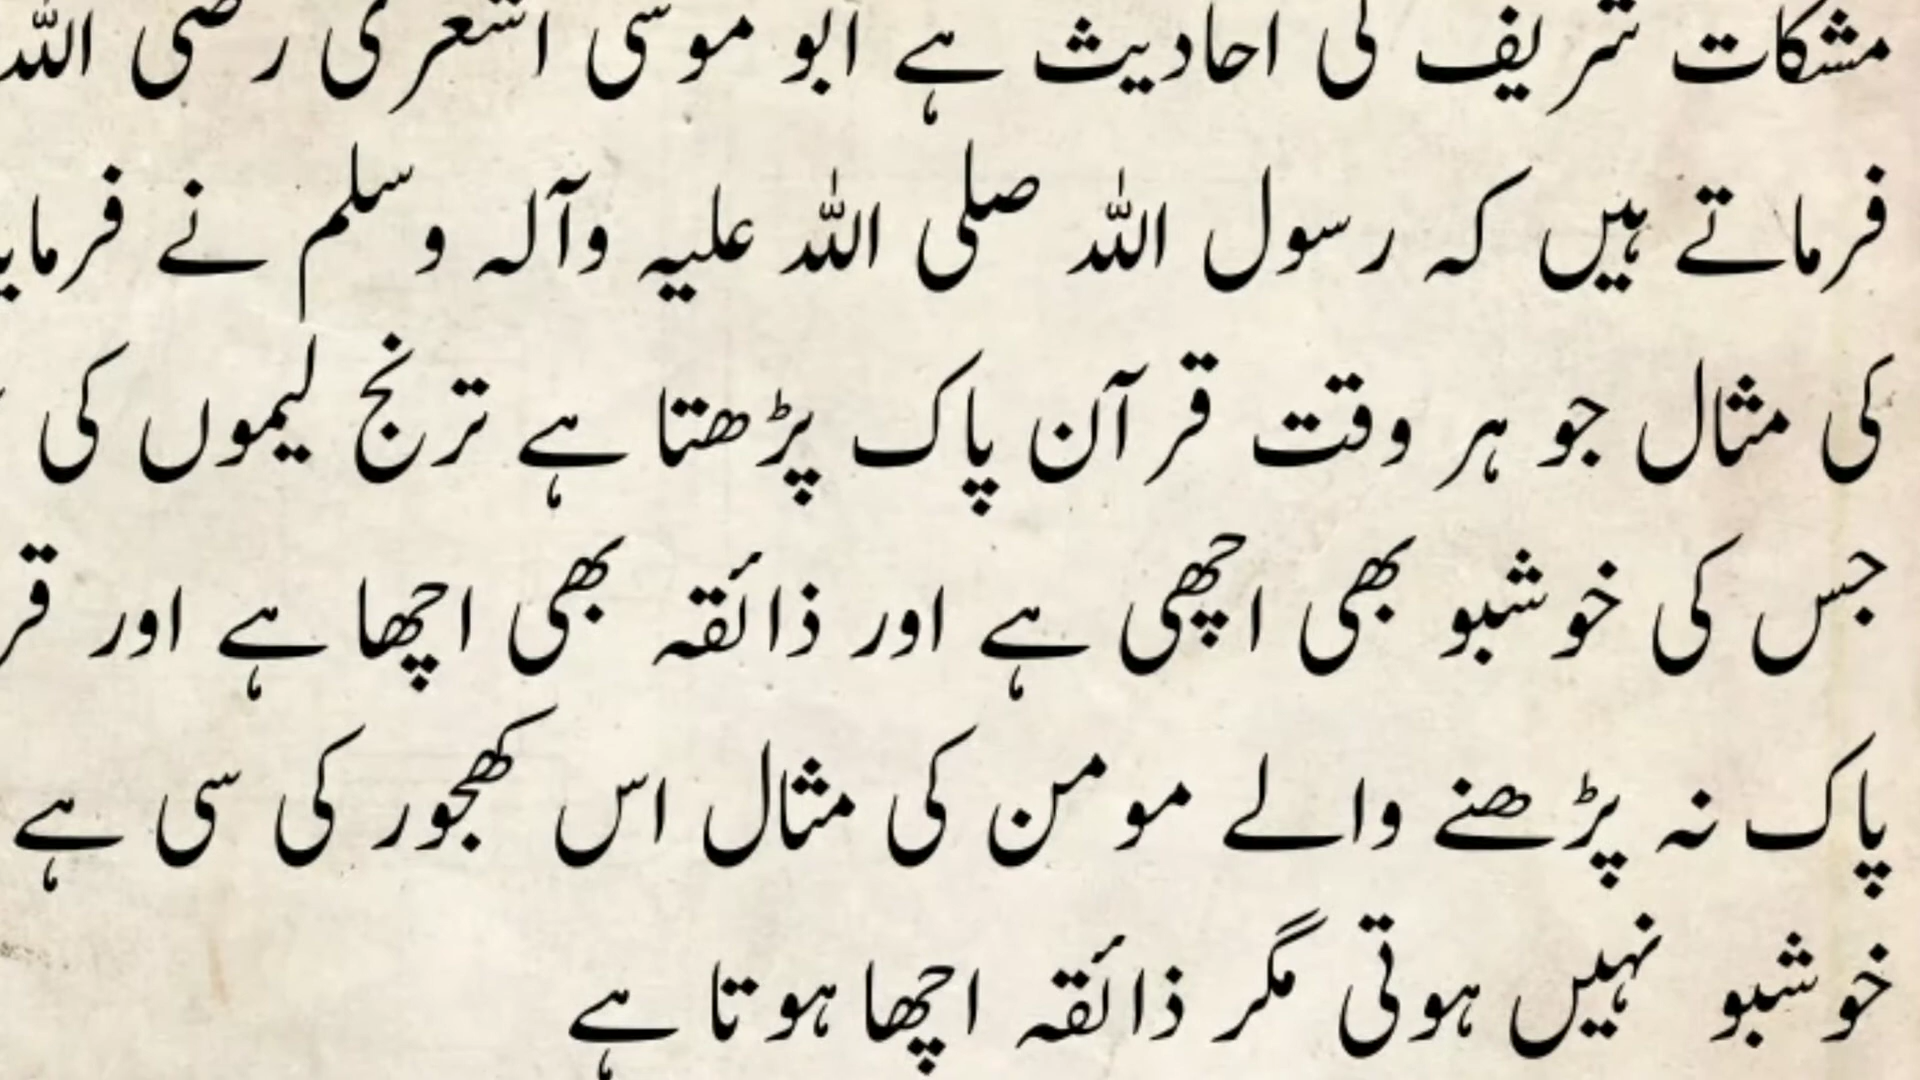 مشکات شریف کی احادیث ہے ابو موسی اشعری رضی اللہ
فرماتے ہیں کہ رسول اللہ صلی اللہ علیہ وآلہ وسلم نے فرمایا
کی مثال جو ہر وقت قرآن پاک پڑھتا ہے ترنج لیموں کی
جس کی خوشبو بھی اچھی ہے اور ذائقہ بھی اچھا ہے اور قر
پاک نہ پڑھنے والے مومن کی مثال اس کھجور کی سی ہے
خوشبو نہیں ہوتی مگر ذائقہ اچھا ہوتا ہے